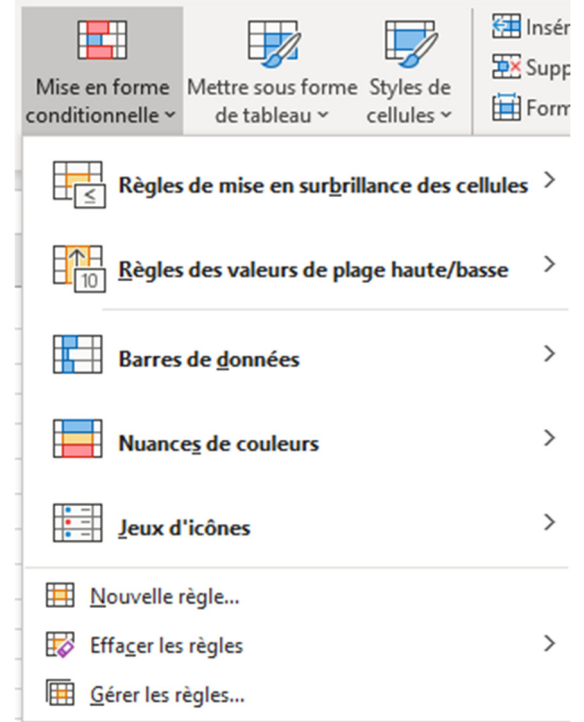 Mise en forme conditionnelle
Mettre sous forme de tableau
Styles de cellules
Insér
Supp
Form
Règles de mise en surbrillance des cellules
≤
Règles des valeurs de plage haute/basse
10
Barres de données
Nuances de couleurs
Jeux d'icônes
Nouvelle règle...
Effacer les règles
Gérer les règles...